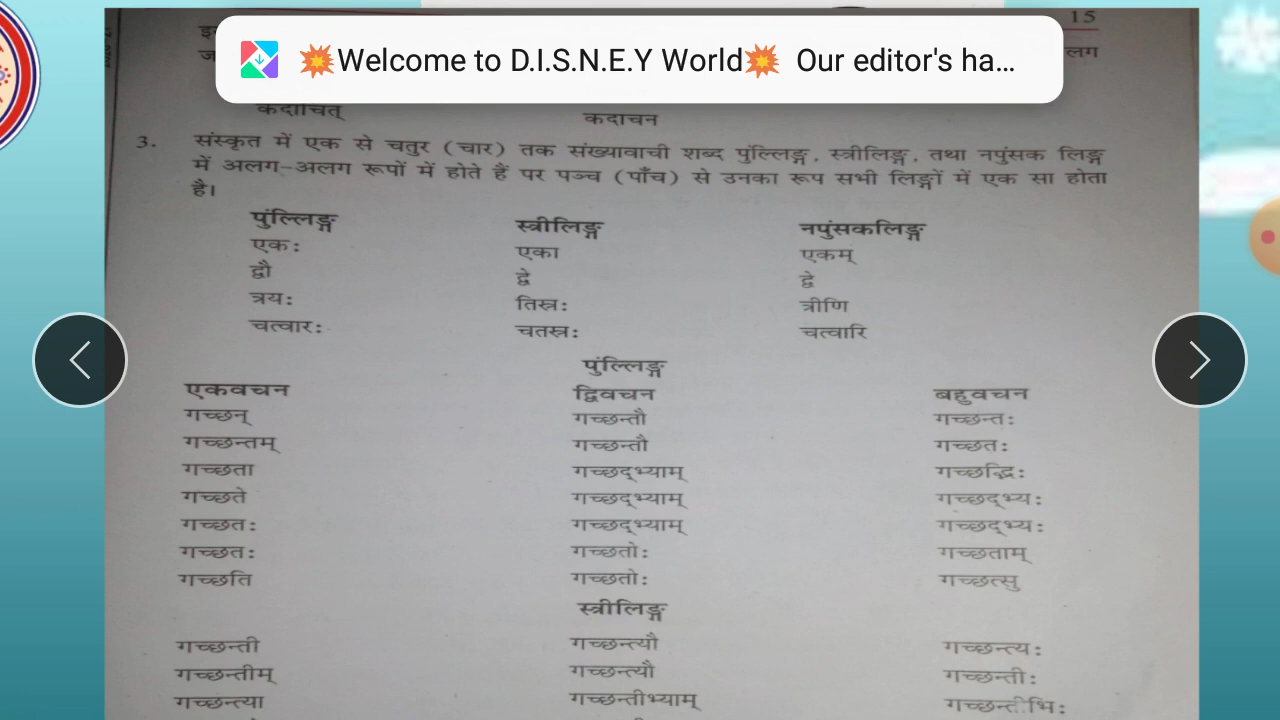 15
💥Welcome to D.I.S.N.E.Y World💥 Our editor's ha...
लग
कदाचित् कदाचन
3. संस्कृत में एक से चतुर (चार) तक संख्यावाची शब्द पुंल्लिङ्ग, स्त्रीलिङ्ग, तथा नपुंसक लिङ्ग
में अलग-अलग रूपों में होते हैं पर पञ्च (पाँच) से उनका रूप सभी लिङ्गों में एक सा होता
है।
पुंल्लिङ्ग स्त्रीलिङ्ग नपुंसकलिङ्ग
एकः एका एकम्
द्वौ द्वे द्वे
त्रयः तिस्रः त्रीणि
चत्वारः चतस्रः चत्वारि
पुंल्लिङ्ग
एकवचन द्विवचन बहुवचन
गच्छन् गच्छन्तौ गच्छन्तः
गच्छन्तम् गच्छन्तौ गच्छतः
गच्छता गच्छद्भ्याम् गच्छद्भिः
गच्छते गच्छद्भ्याम् गच्छद्भ्यः
गच्छतः गच्छद्भ्याम् गच्छद्भ्यः
गच्छतः गच्छतोः गच्छताम्
गच्छति गच्छतोः गच्छत्सु
स्त्रीलिङ्ग
गच्छन्ती गच्छन्त्यौ गच्छन्त्यः
गच्छन्तीम् गच्छन्त्यौ गच्छन्तीः
गच्छन्त्या गच्छन्तीभ्याम् गच्छन्तीभिः